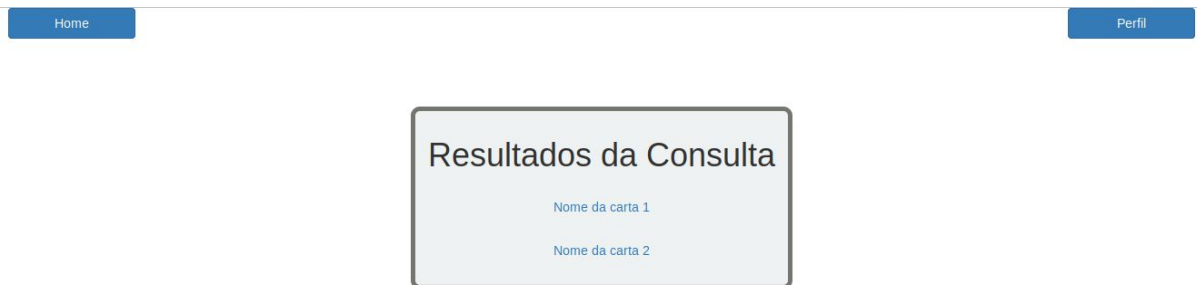 Home
Perfil
Resultados da Consulta
Nome da carta 1
Nome da carta 2